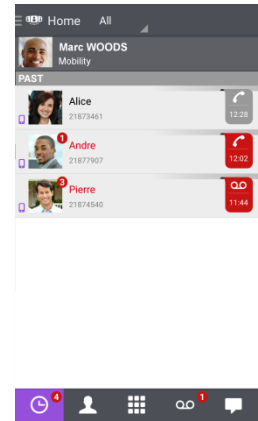 Home All
Marc WOODS
Mobility
PAST
Alice
21873461
12:28
1
Andre
21877907
12:02
3
Pierre
21874540
11:44
4
1